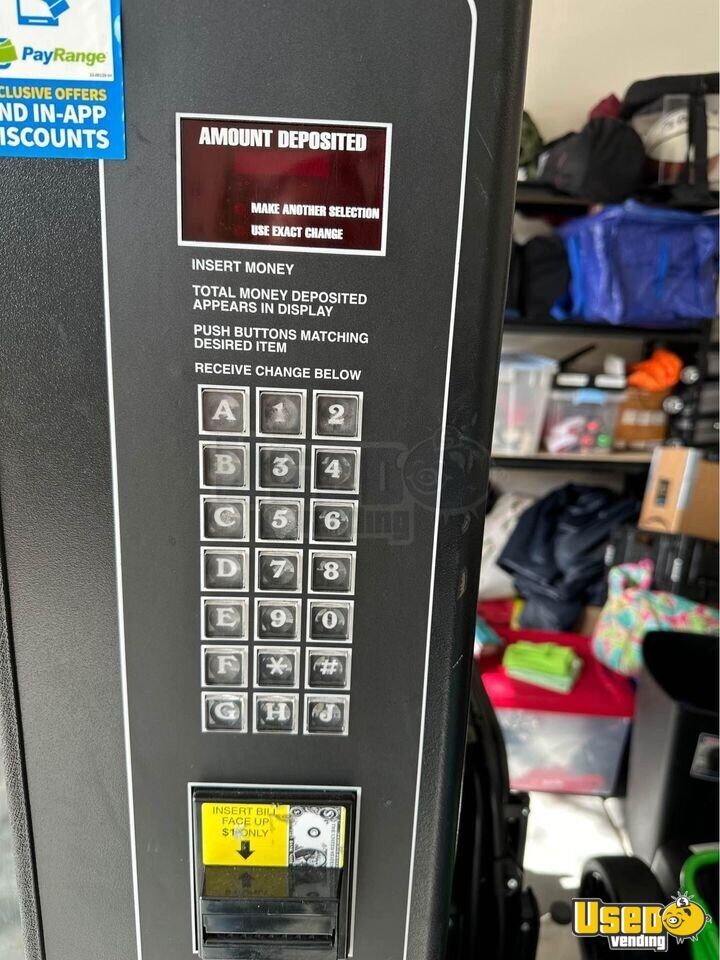 PayRange
CLUSIVE OFFERS
ND IN-APP
ISCOUNTS
AMOUNT DEPOSITED
MAKE ANOTHER SELECTION
USE EXACT CHANGE
INSERT MONEY
TOTAL MONEY DEPOSITED
APPEARS IN DISPLAY
PUSH BUTTONS MATCHING
DESIRED ITEM
RECEIVE CHANGE BELOW
A 1 2
B 3 4
C 5 6
D 7 8
E 9 0
F * #
G H J
INSERT BILL
FACE UP
$1 ONLY
USED
vending